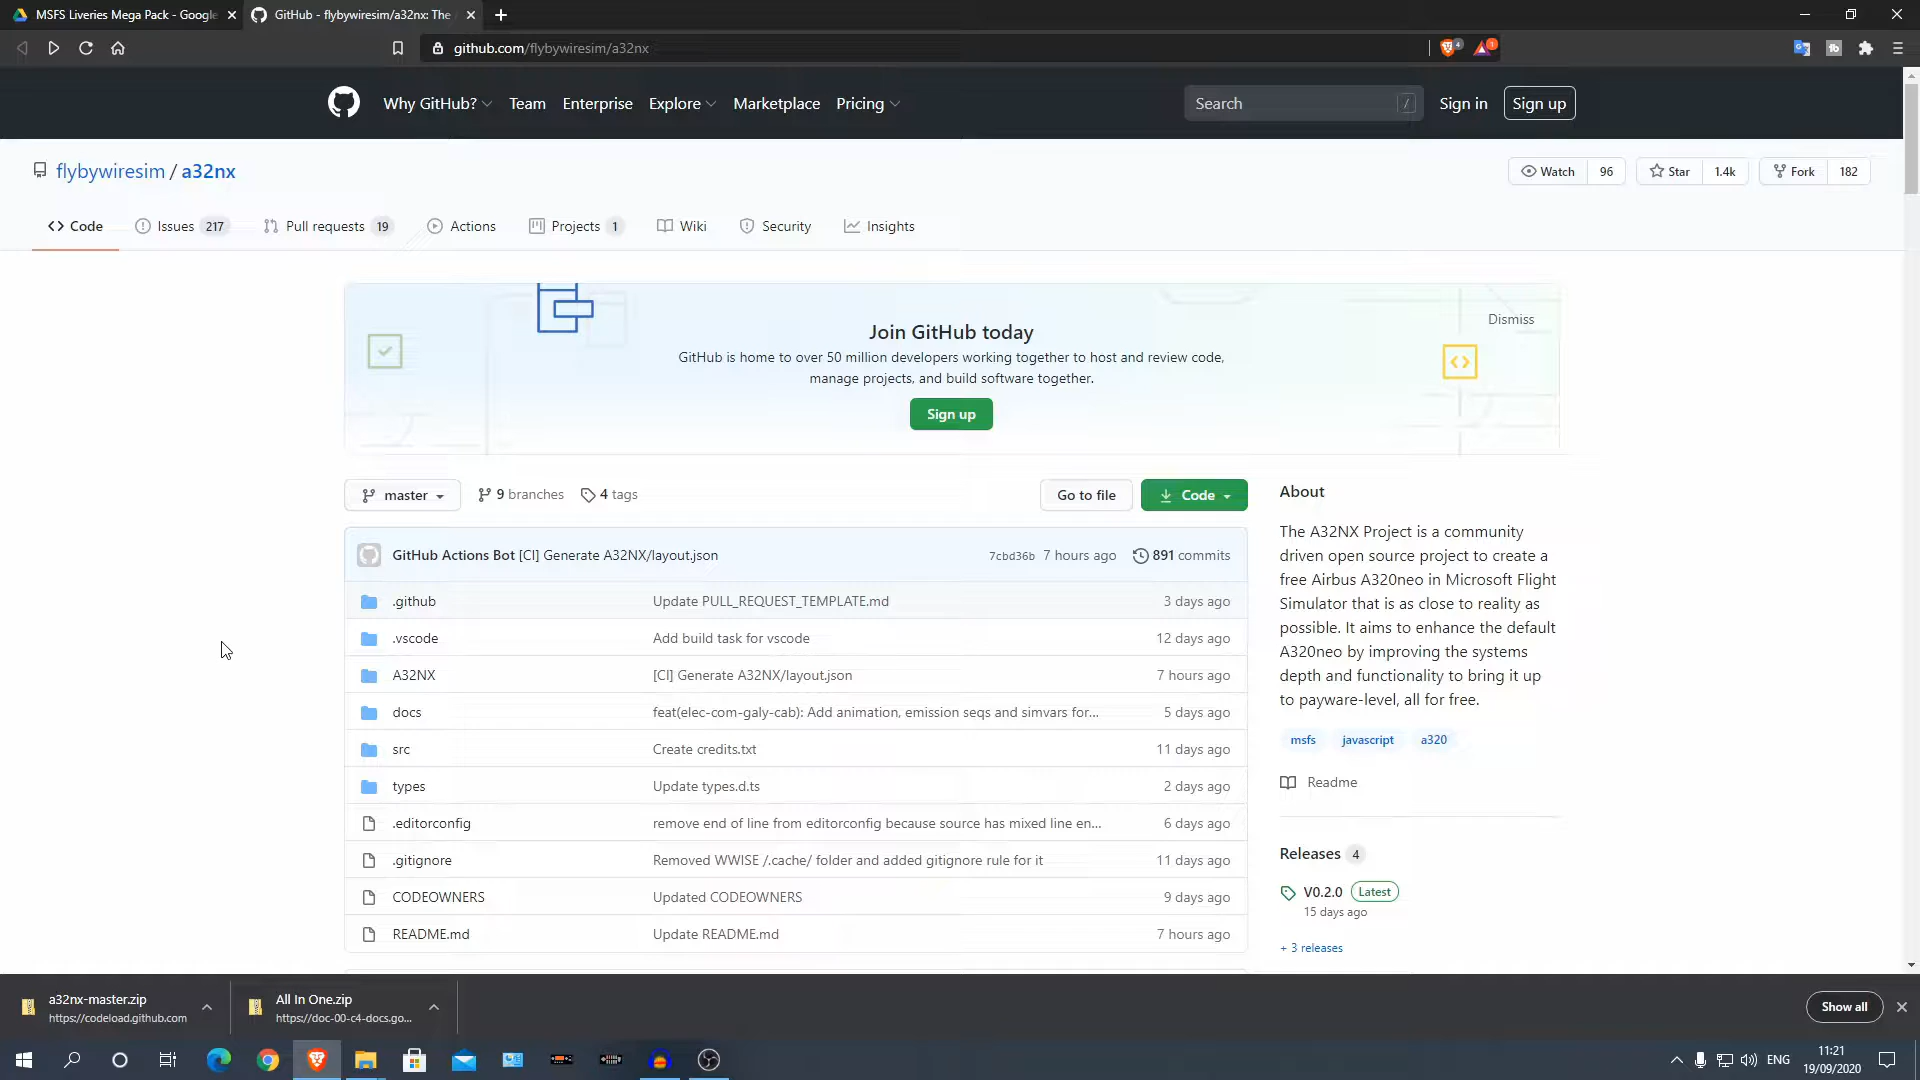 MSFS Liveries Mega Pack - Google
GitHub - flybywiresim/a32nx: The
github.com/flybywiresim/a32nx
4
1
Why GitHub? Team Enterprise Explore Marketplace Pricing
Search /
Sign in
Sign up
flybywiresim / a32nx
Watch 96
Star 1.4k
Fork 182
Code
Issues 217
Pull requests 19
Actions
Projects 1
Wiki
Security
Insights
Join GitHub today
Dismiss
GitHub is home to over 50 million developers working together to host and review code,
manage projects, and build software together.
Sign up
master
9 branches
4 tags
Go to file
Code
GitHub Actions Bot [CI] Generate A32NX/layout.json 7cbd36b 7 hours ago 891 commits
.github Update PULL_REQUEST_TEMPLATE.md 3 days ago
.vscode Add build task for vscode 12 days ago
A32NX [CI] Generate A32NX/layout.json 7 hours ago
docs feat(elec-com-galy-cab): Add animation, emission seqs and simvars for... 5 days ago
src Create credits.txt 11 days ago
types Update types.d.ts 2 days ago
.editorconfig remove end of line from editorconfig because source has mixed line en... 6 days ago
.gitignore Removed WWISE /.cache/ folder and added gitignore rule for it 11 days ago
CODEOWNERS Updated CODEOWNERS 9 days ago
README.md Update README.md 7 hours ago
About
The A32NX Project is a community
driven open source project to create a
free Airbus A320neo in Microsoft Flight
Simulator that is as close to reality as
possible. It aims to enhance the default
A320neo by improving the systems
depth and functionality to bring it up
to payware-level, all for free.
msfs javascript a320
Readme
Releases 4
V0.2.0 Latest
15 days ago
+ 3 releases
a32nx-master.zip
https://codeload.github.com
All In One.zip
https://doc-00-c4-docs.go...
Show all
ENG
11:21
19/09/2020